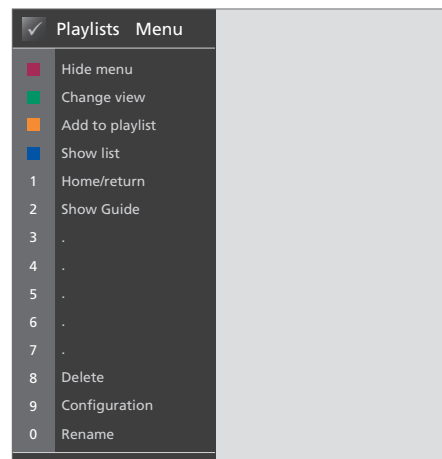 Playlists Menu
Hide menu
Change view
Add to playlist
Show list
1 Home/return
2 Show Guide
3 .
4 .
5 .
6 .
7 .
8 Delete
9 Configuration
0 Rename